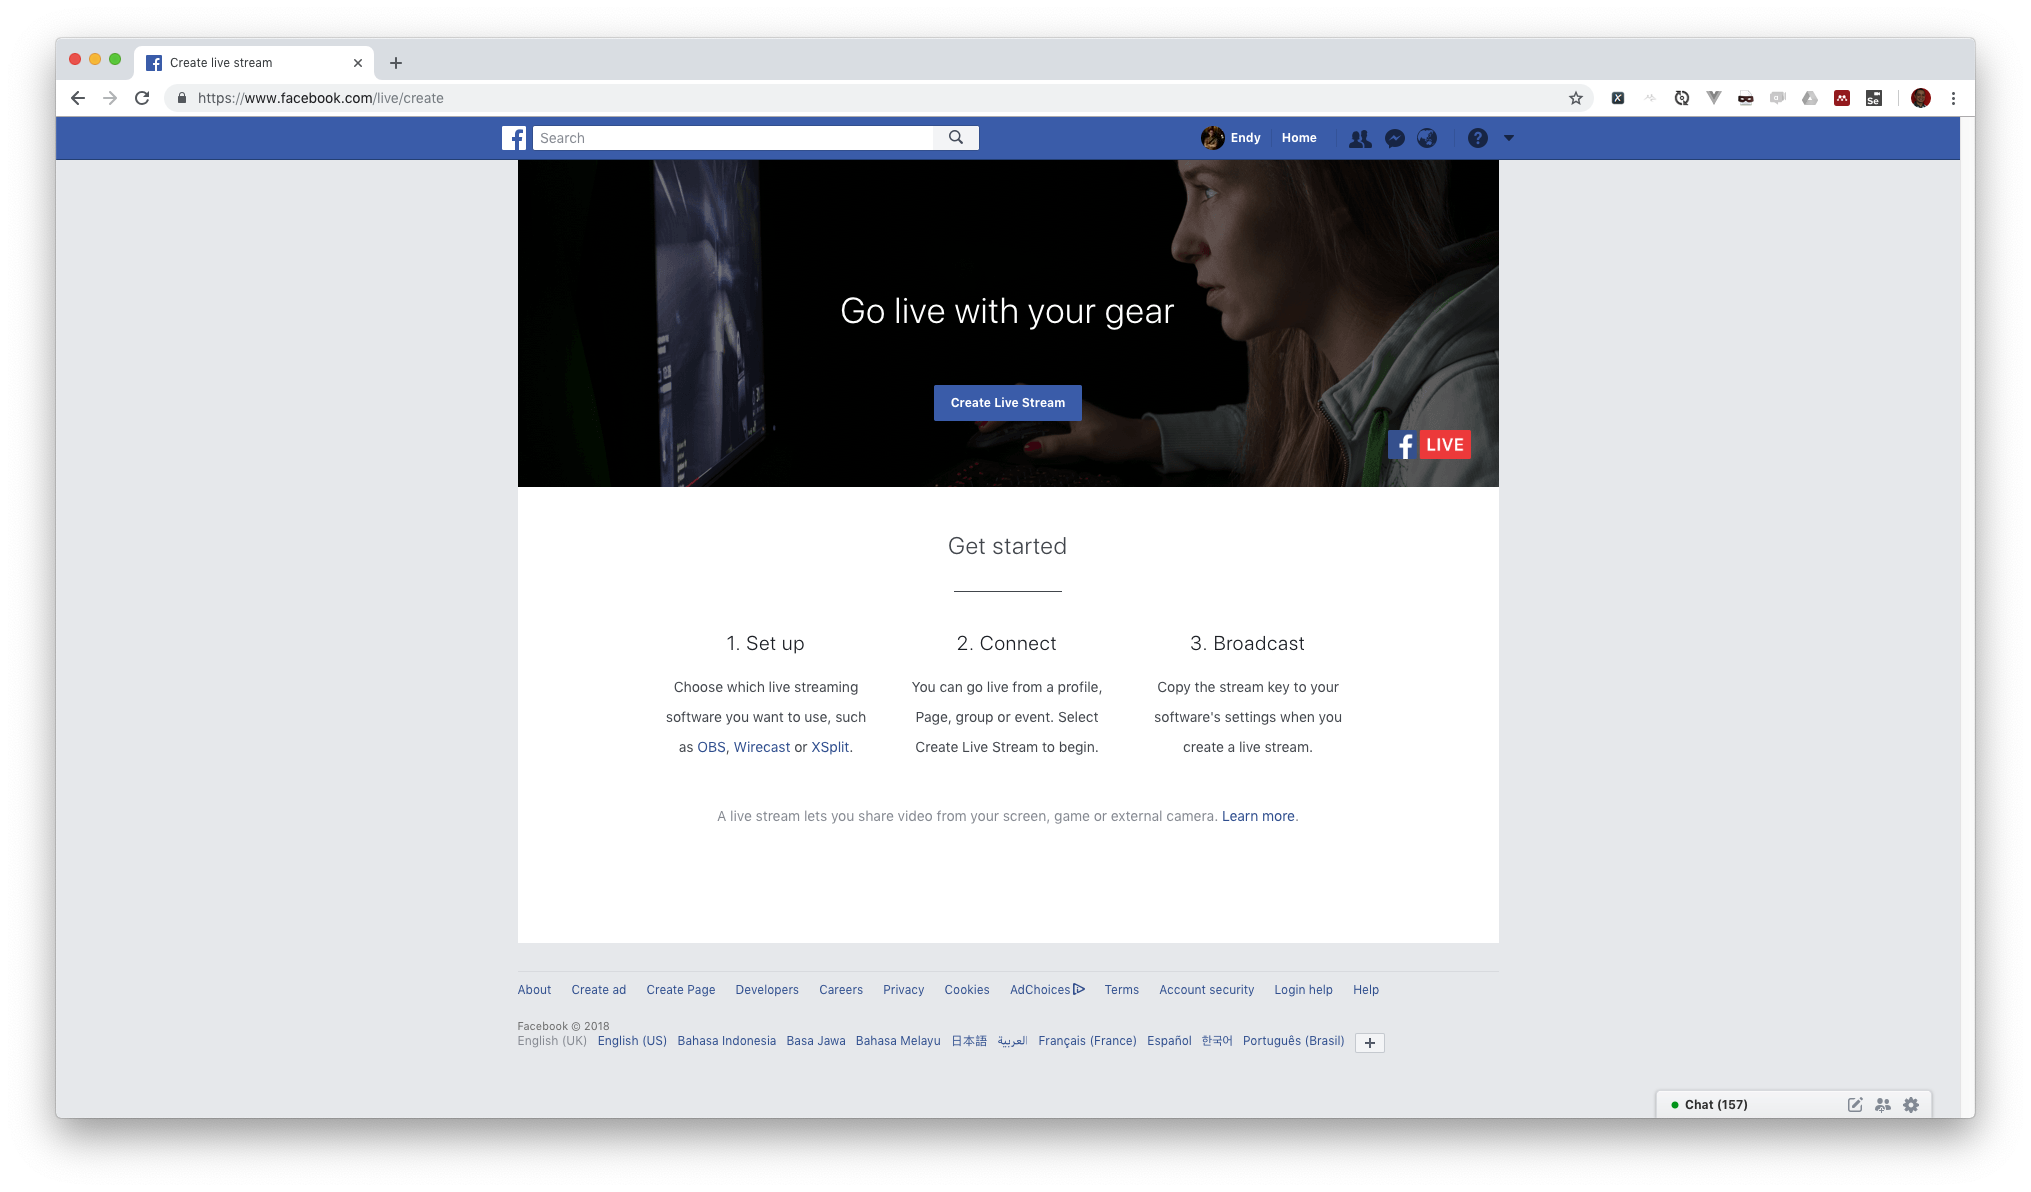 Create live stream
https://www.facebook.com/live/create
Se
Search
Endy Home
Go live with your gear
Create Live Stream
LIVE
Get started
1. Set up
Choose which live streaming
software you want to use, such
as OBS, Wirecast or XSplit.
2. Connect
You can go live from a profile,
Page, group or event. Select
Create Live Stream to begin.
3. Broadcast
Copy the stream key to your
software's settings when you
create a live stream.
A live stream lets you share video from your screen, game or external camera. Learn more.
About Create ad Create Page Developers Careers Privacy Cookies AdChoices Terms Account security Login help Help
Facebook © 2018
English (UK) English (US) Bahasa Indonesia Basa Jawa Bahasa Melayu 日本語 العربية Français (France) Español 한국어 Português (Brasil)
Chat (157)